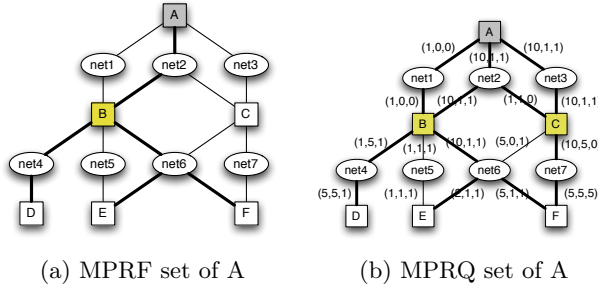 A
A
(1,0,0)
(10,1,1)
(10,1,1)
net1
net2
net3
net1
net2
net3
(1,0,0)
(10,1,1)
(1,1,0)
(10,1,1)
B
C
B
C
(1,5,1)
(1,1,1)
(10,1,1)
(5,0,1)
(10,5,0
net4
net5
net6
net7
net4
net5
net6
net7
(5,5,1)
(1,1,1)
(2,1,1)
(5,1,1)
(5,5,5)
D
E
F
D
E
F
(a) MPRF set of A
(b) MPRQ set of A